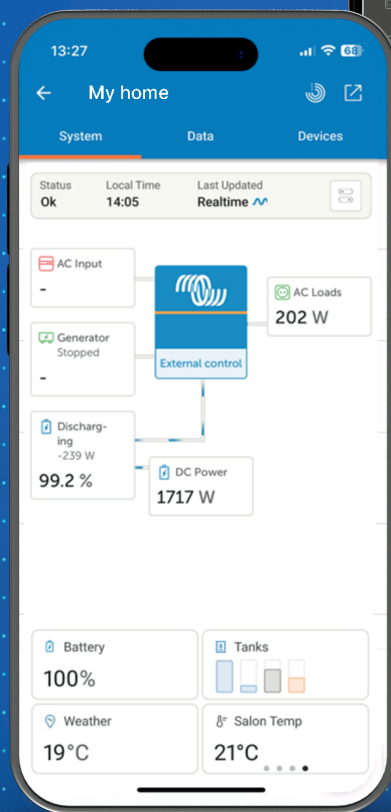 13:27
68
My home
System Data Devices
Status Local Time Last Updated
Ok 14:05 Realtime
AC Input
-
AC Loads
202 W
Generator
Stopped
-
External control
Discharg-
ing
-239 W
99.2 %
DC Power
1717 W
Battery
100%
Tanks
Weather
19°C
Salon Temp
21°C